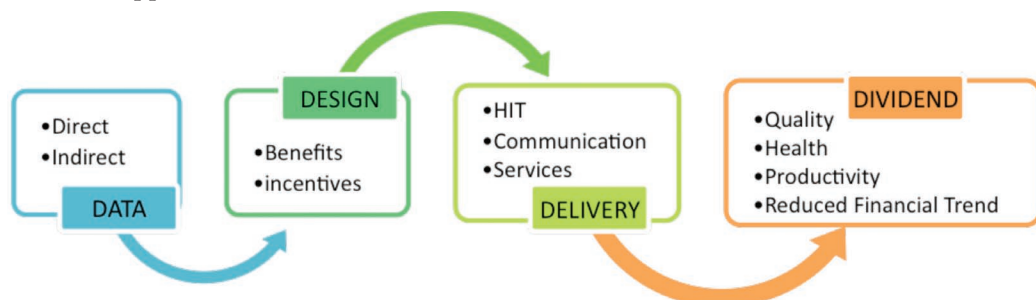 •Direct
•Indirect
DATA
DESIGN
•Benefits
•incentives
•HIT
•Communication
•Services
DELIVERY
DIVIDEND
•Quality
•Health
•Productivity
•Reduced Financial Trend